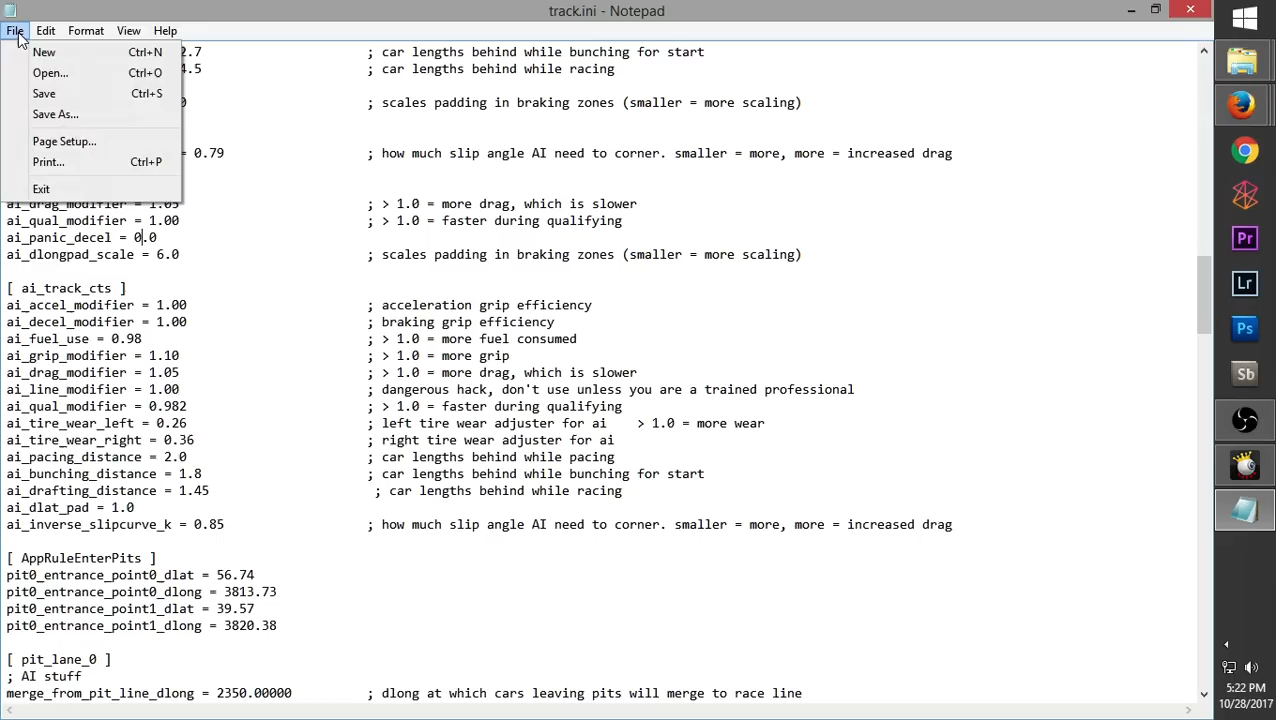 track.ini - Notepad
File Edit Format View Help
New Ctrl+N
Open... Ctrl+O
Save Ctrl+S
Save As...
Page Setup...
Print... Ctrl+P
Exit
2.7 ; car lengths behind while bunching for start
4.5 ; car lengths behind while racing
0 ; scales padding in braking zones (smaller = more scaling)
= 0.79 ; how much slip angle AI need to corner. smaller = more, more = increased drag
ai_drag_modifier = 1.05 ; > 1.0 = more drag, which is slower
ai_qual_modifier = 1.00 ; > 1.0 = faster during qualifying
ai_panic_decel = 0.0
ai_dlongpad_scale = 6.0 ; scales padding in braking zones (smaller = more scaling)
[ ai_track_cts ]
ai_accel_modifier = 1.00 ; acceleration grip efficiency
ai_decel_modifier = 1.00 ; braking grip efficiency
ai_fuel_use = 0.98 ; > 1.0 = more fuel consumed
ai_grip_modifier = 1.10 ; > 1.0 = more grip
ai_drag_modifier = 1.05 ; > 1.0 = more drag, which is slower
ai_line_modifier = 1.00 ; dangerous hack, don't use unless you are a trained professional
ai_qual_modifier = 0.982 ; > 1.0 = faster during qualifying
ai_tire_wear_left = 0.26 ; left tire wear adjuster for ai > 1.0 = more wear
ai_tire_wear_right = 0.36 ; right tire wear adjuster for ai
ai_pacing_distance = 2.0 ; car lengths behind while pacing
ai_bunching_distance = 1.8 ; car lengths behind while bunching for start
ai_drafting_distance = 1.45 ; car lengths behind while racing
ai_dlat_pad = 1.0
ai_inverse_slipcurve_k = 0.85 ; how much slip angle AI need to corner. smaller = more, more = increased drag
[ AppRuleEnterPits ]
pit0_entrance_point0_dlat = 56.74
pit0_entrance_point0_dlong = 3813.73
pit0_entrance_point1_dlat = 39.57
pit0_entrance_point1_dlong = 3820.38
[ pit_lane_0 ]
; AI stuff
merge_from_pit_line_dlong = 2350.00000 ; dlong at which cars leaving pits will merge to race line
Pr
Lr
Ps
Sb
5:22 PM
10/28/2017